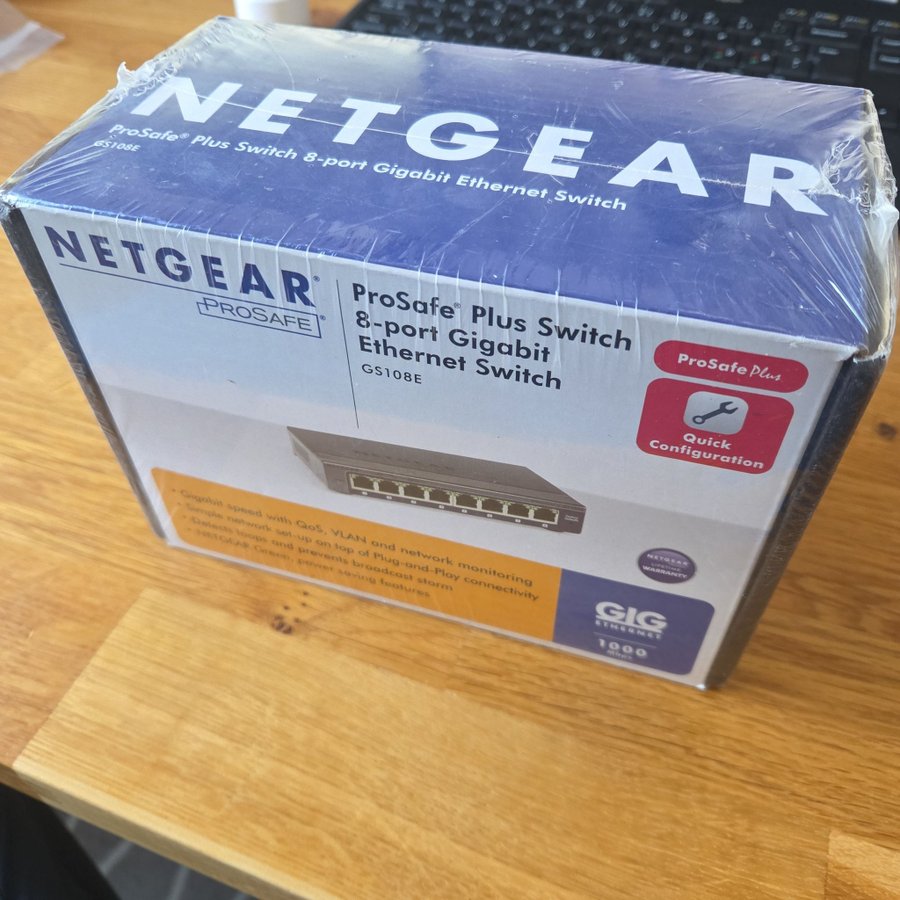 NETGEAR
ProSafe® Plus Switch 8-port Gigabit Ethernet Switch
GS108E
NETGEAR®
PROSAFE®
ProSafe® Plus Switch
8-port Gigabit
Ethernet Switch
GS108E
ProSafe Plus
Quick
Configuration
• Gigabit speed with QoS, VLAN and network monitoring
• Simple network set-up on top of Plug-and-Play connectivity
• Detects loops and prevents broadcast storm
• NETGEAR Green, power saving features
NETGEAR
LIFETIME
WARRANTY
GIG
ETHERNET
1000
Mbps